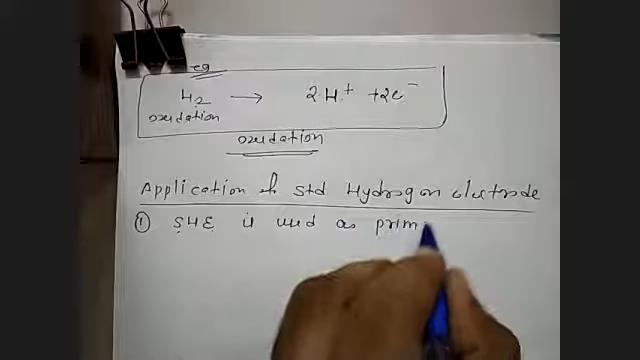 eg
H2 → 2H+ + 2e-
oxidation
oxidation
Application of std Hydrogen electrode
① SHE is used as prim